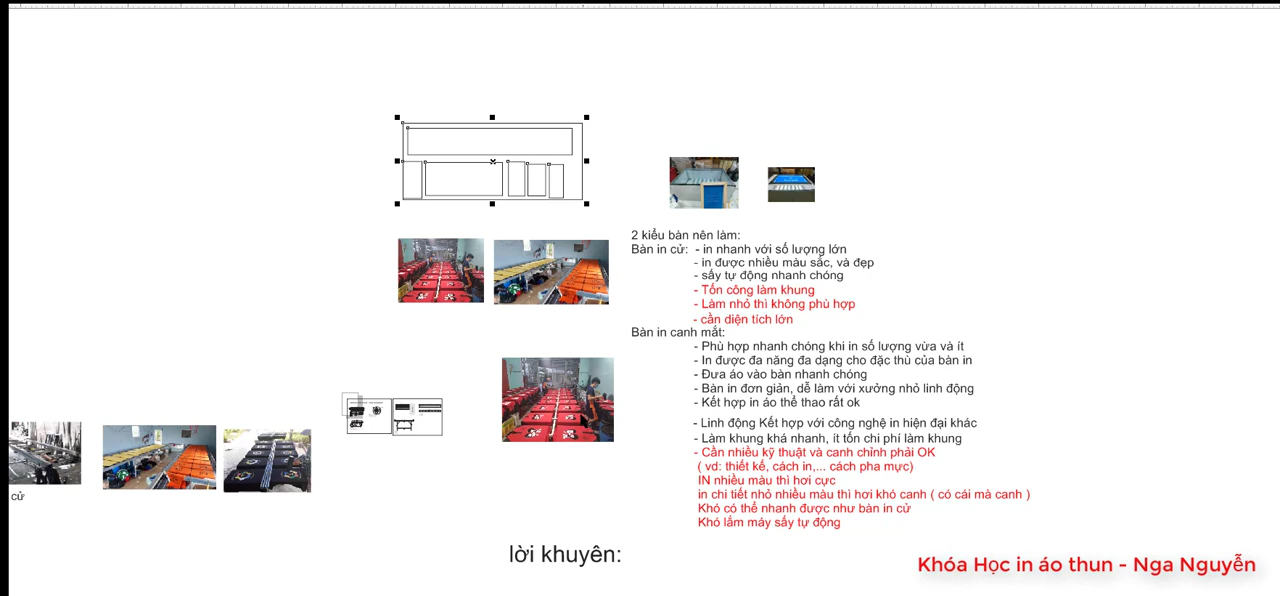 2 kiểu bàn nên làm:
Bàn in cử: - in nhanh với số lượng lớn
- in được nhiều màu sắc, và đẹp
- sấy tự động nhanh chóng
- Tốn công làm khung
- Làm nhỏ thì không phù hợp
- cần diện tích lớn
Bàn in canh mắt:
- Phù hợp nhanh chóng khi in số lượng vừa và ít
- In được đa năng đa dạng cho đặc thù của bàn in
- Đưa áo vào bàn nhanh chóng
- Bàn in đơn giản, dễ làm với xưởng nhỏ linh động
- Kết hợp in áo thể thao rất ok
- Linh động Kết hợp với công nghệ in hiện đại khác
- Làm khung khá nhanh, ít tốn chi phí làm khung
- Cần nhiều kỹ thuật và canh chỉnh phải OK
( vd: thiết kế, cách in,... cách pha mực)
IN nhiều màu thì hơi cực
in chi tiết nhỏ nhiều màu thì hơi khó canh ( có cái mà canh )
Khó có thể nhanh được như bàn in cử
Khó lắm máy sấy tự động
cử
lời khuyên:
Khóa Học in áo thun - Nga Nguyễn